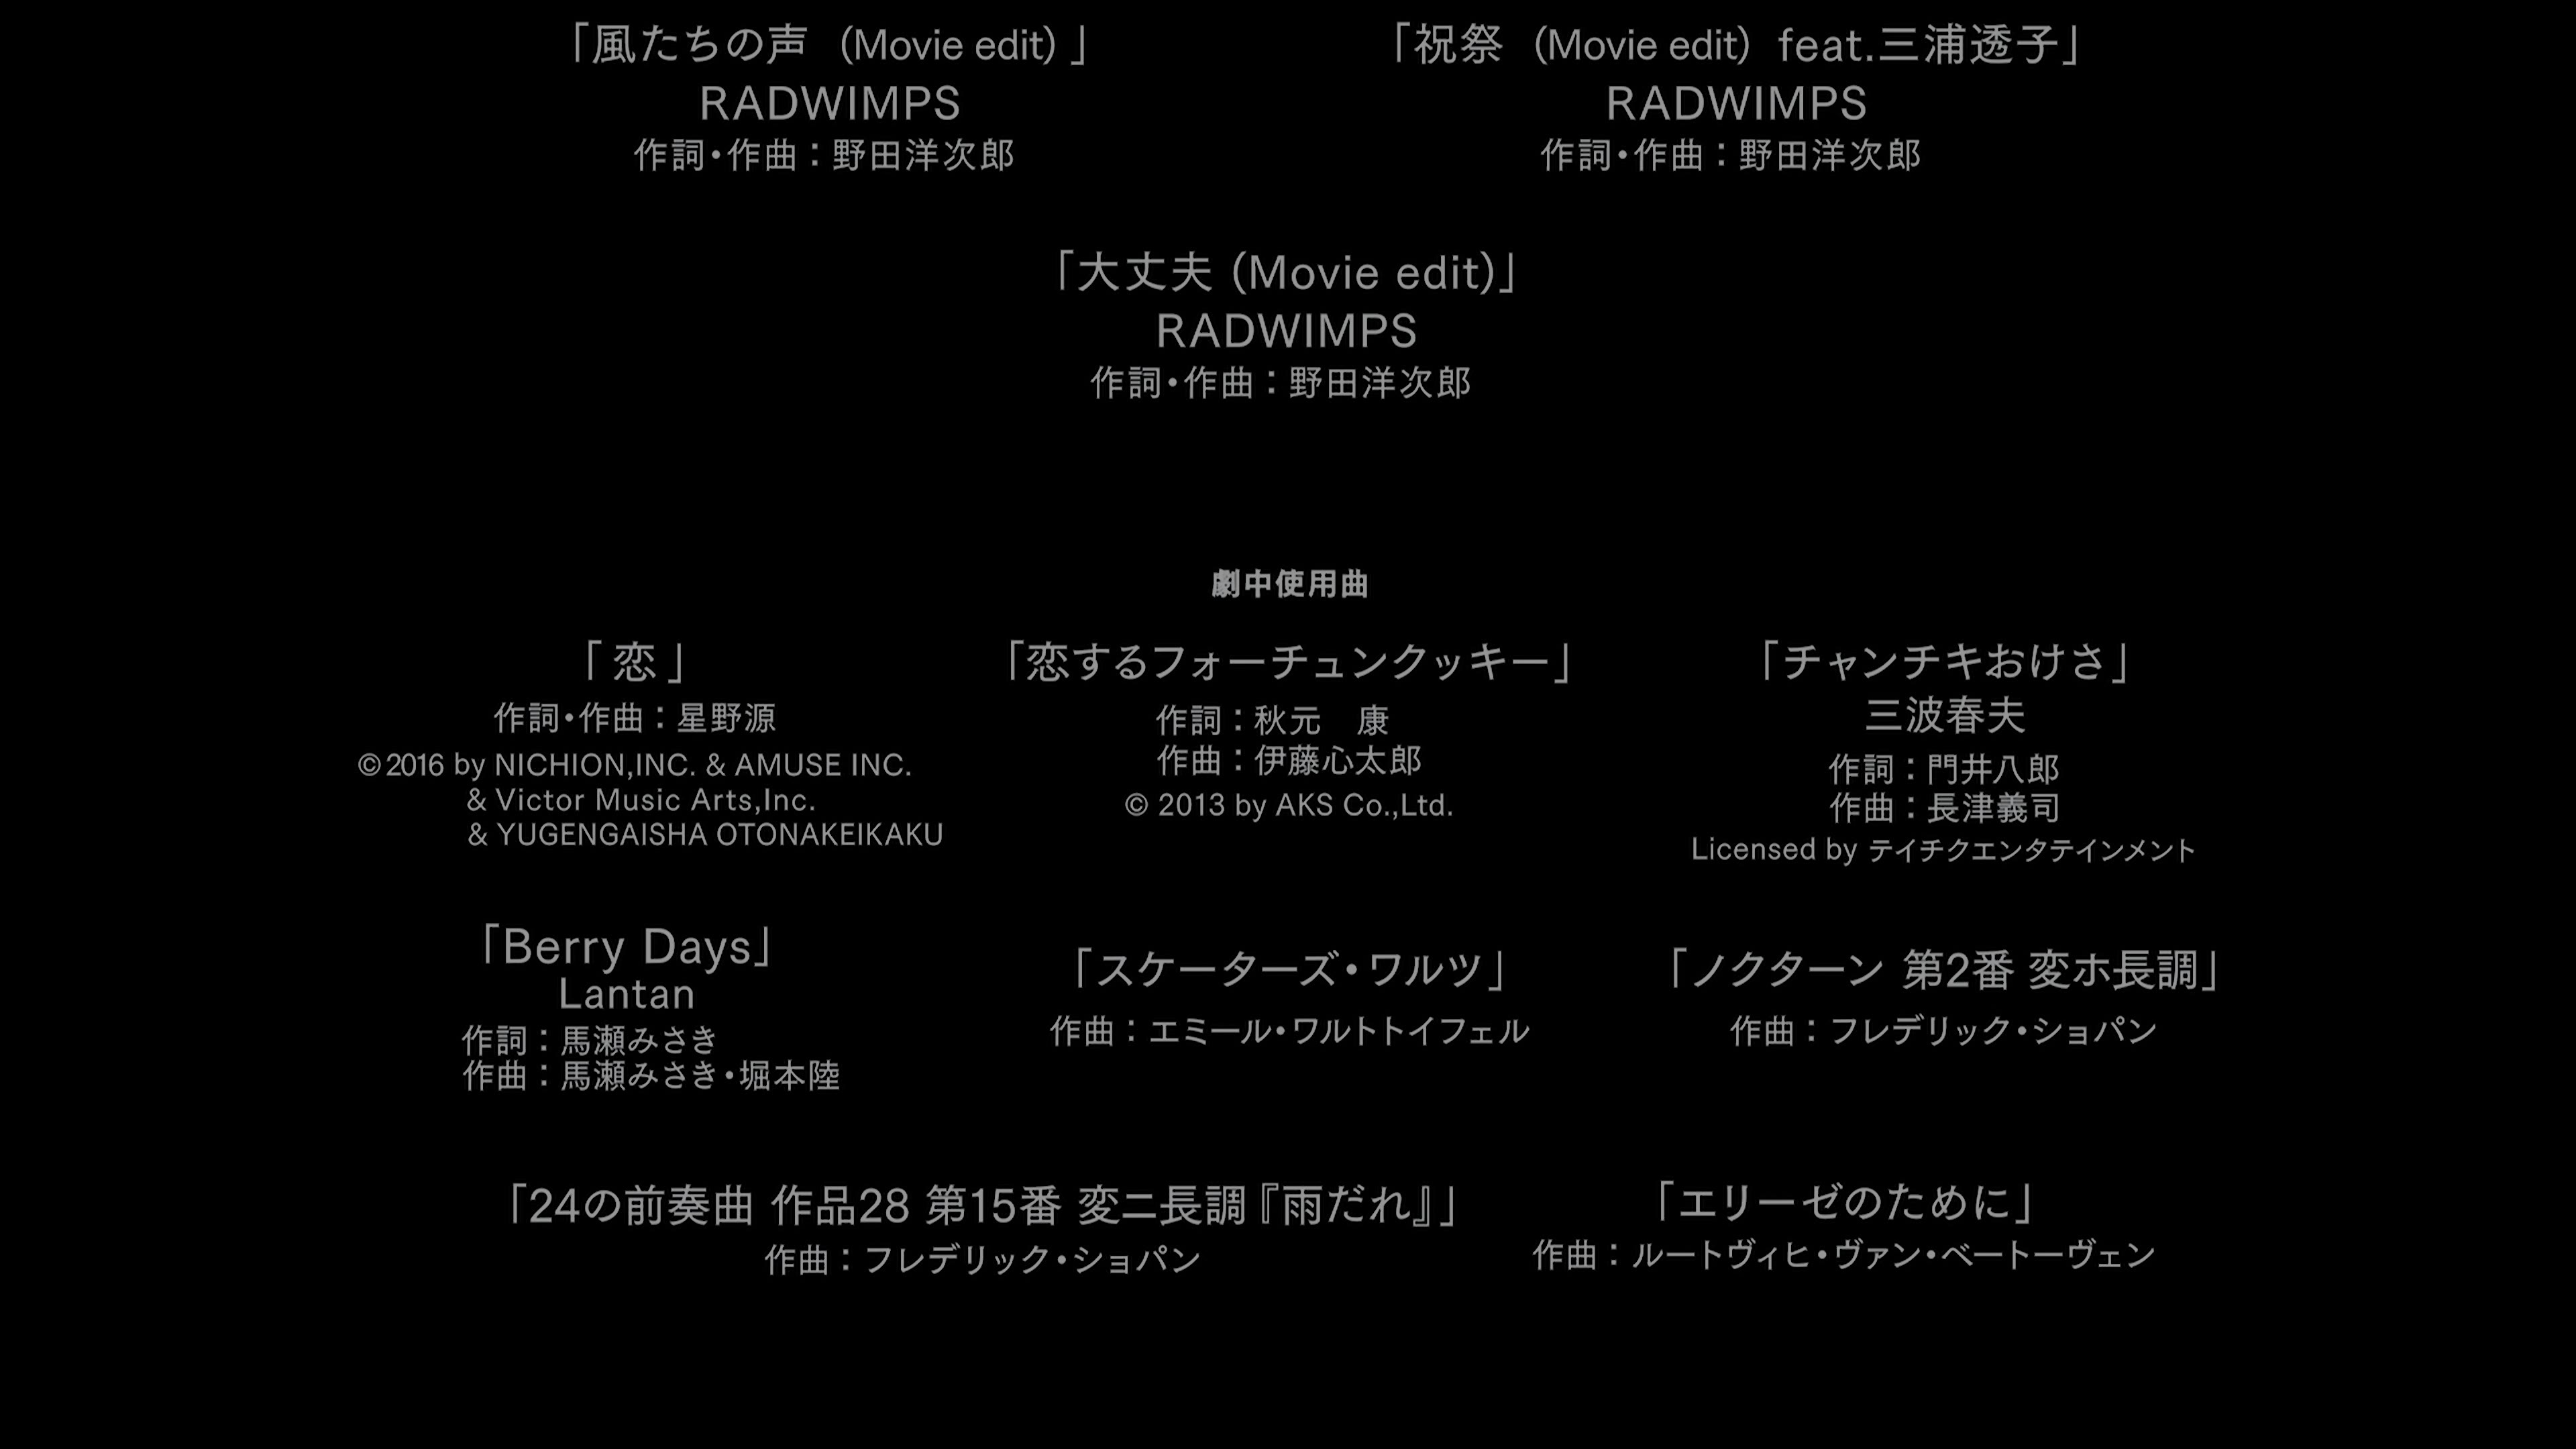 「風たちの声 (Movie edit) 」
RADWIMPS
作詞・作曲：野田洋次郎
「祝祭 (Movie edit) feat.三浦透子」
RADWIMPS
作詞・作曲：野田洋次郎
「大丈夫 (Movie edit)」
RADWIMPS
作詞・作曲：野田洋次郎
劇中使用曲
「 恋 」
作詞・作曲：星野源
©2016 by NICHION,INC. & AMUSE INC.
& Victor Music Arts,Inc.
& YUGENGAISHA OTONAKEIKAKU
「恋するフォーチュンクッキー」
作詞：秋元　康
作曲：伊藤心太郎
© 2013 by AKS Co.,Ltd.
「チャンチキおけさ」
三波春夫
作詞：門井八郎
作曲：長津義司
Licensed by テイチクエンタテインメント
「Berry Days」
Lantan
作詞：馬瀬みさき
作曲：馬瀬みさき・堀本陸
「スケーターズ・ワルツ」
作曲：エミール・ワルトトイフェル
「ノクターン 第2番 変ホ長調」
作曲：フレデリック・ショパン
「24の前奏曲 作品28 第15番 変ニ長調『雨だれ』」
作曲：フレデリック・ショパン
「エリーゼのために」
作曲：ルートヴィヒ・ヴァン・ベートーヴェン